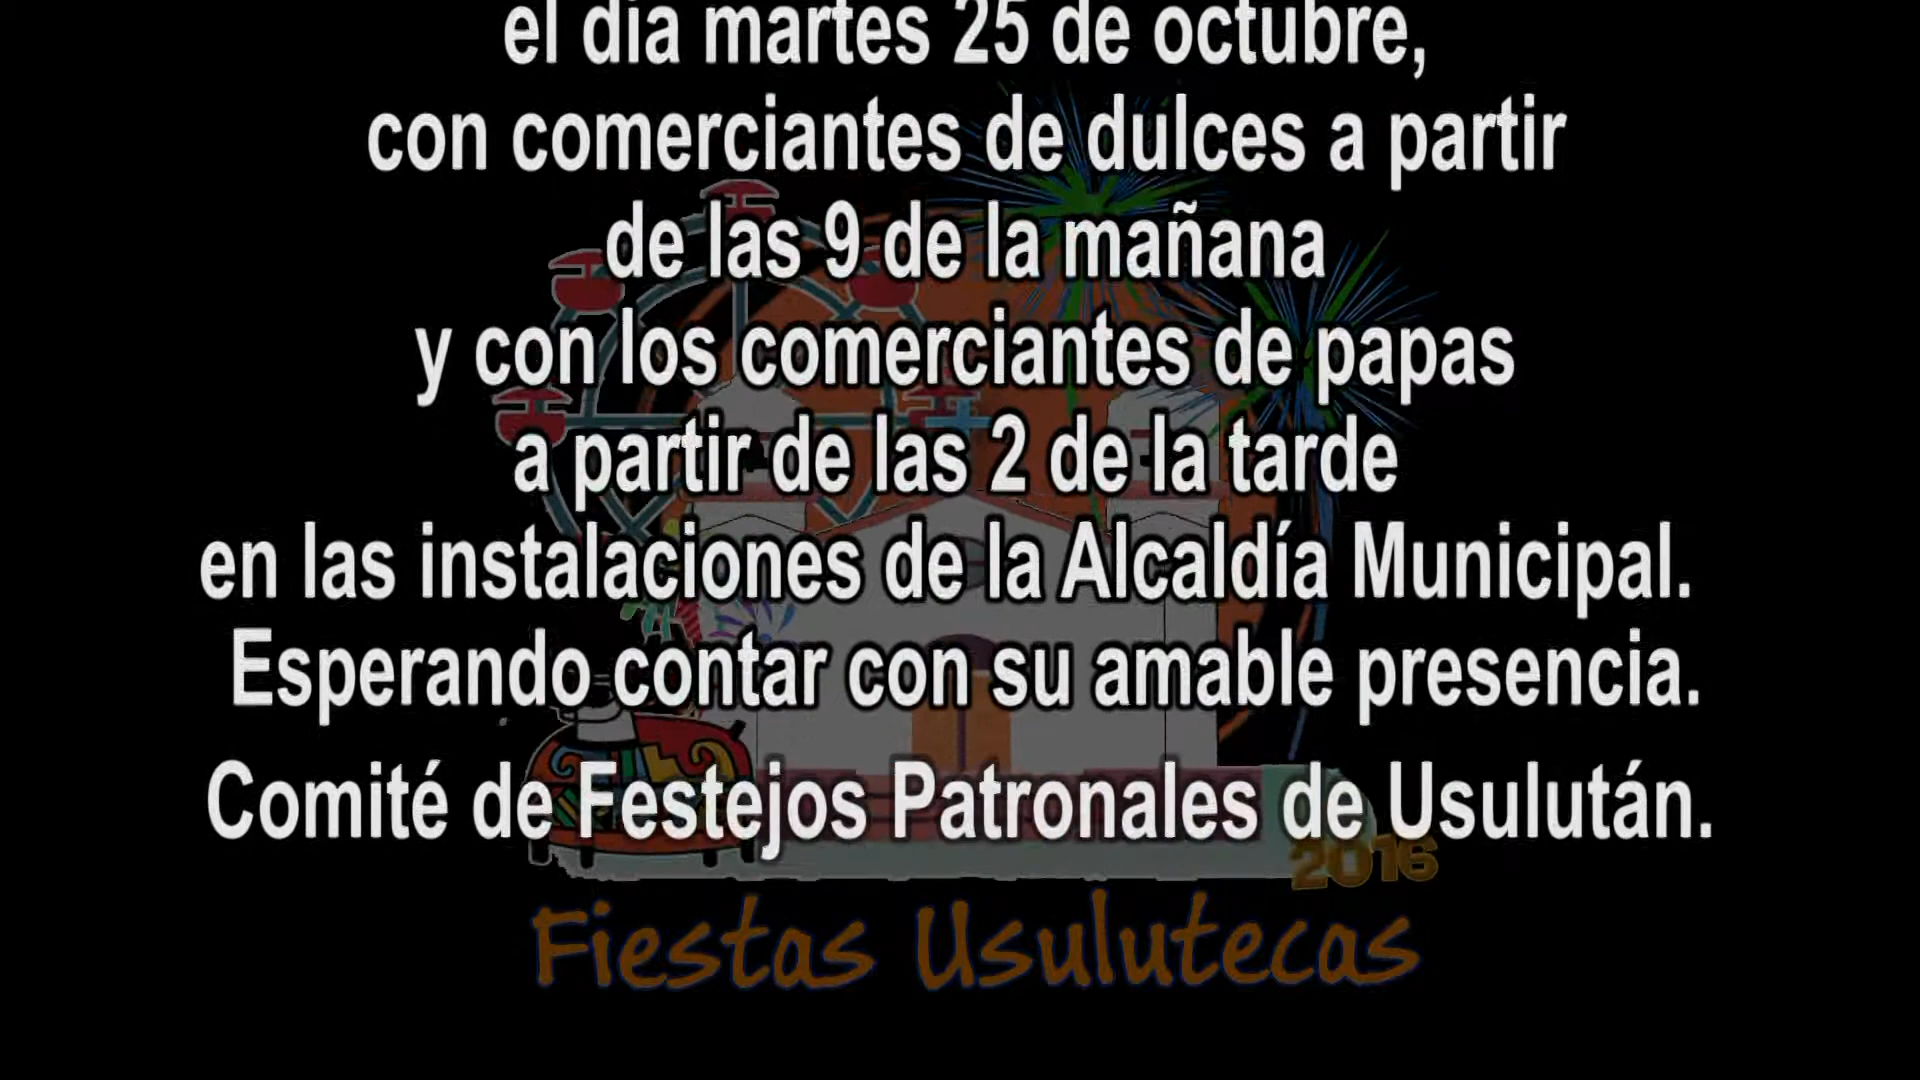 el día martes 25 de octubre,
con comerciantes de dulces a partir
de las 9 de la mañana
y con los comerciantes de papas
a partir de las 2 de la tarde
en las instalaciones de la Alcaldía Municipal.
Esperando contar con su amable presencia.
Comité de Festejos Patronales de Usulután.
2016
Fiestas Usulutecas